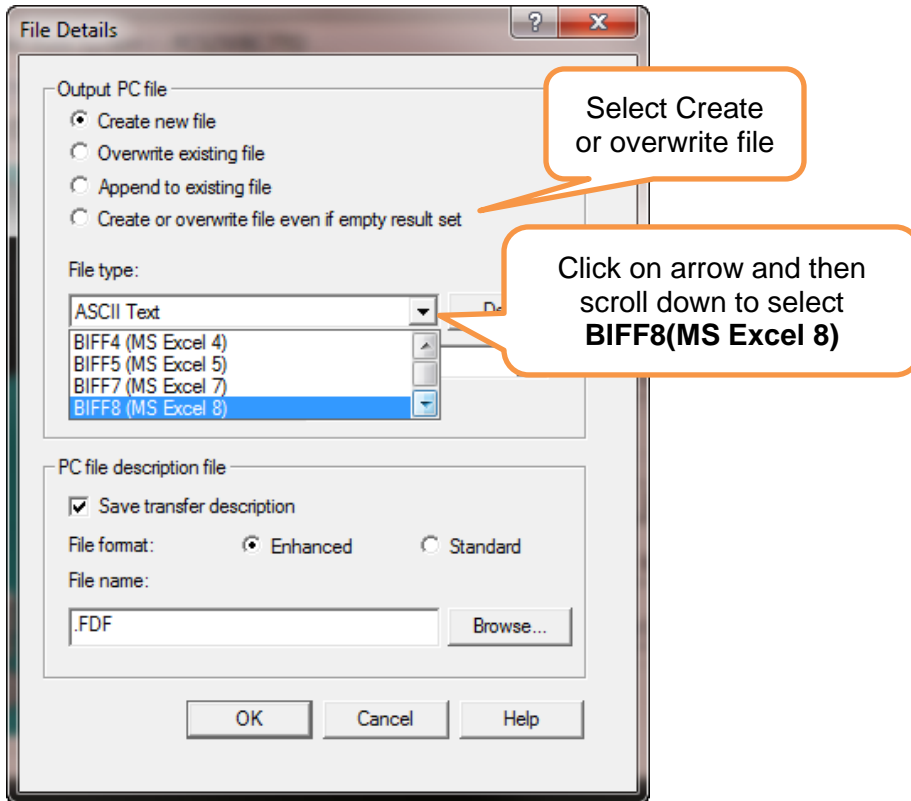 File Details
Output PC file
Create new file
Overwrite existing file
Append to existing file
Create or overwrite file even if empty result set
Select Create
or overwrite file
File type:
ASCII Text
BIFF4 (MS Excel 4)
BIFF5 (MS Excel 5)
BIFF7 (MS Excel 7)
BIFF8 (MS Excel 8)
Click on arrow and then
scroll down to select
BIFF8(MS Excel 8)
PC file description file
Save transfer description
File format:
Enhanced
Standard
File name:
.FDF
Browse...
OK
Cancel
Help